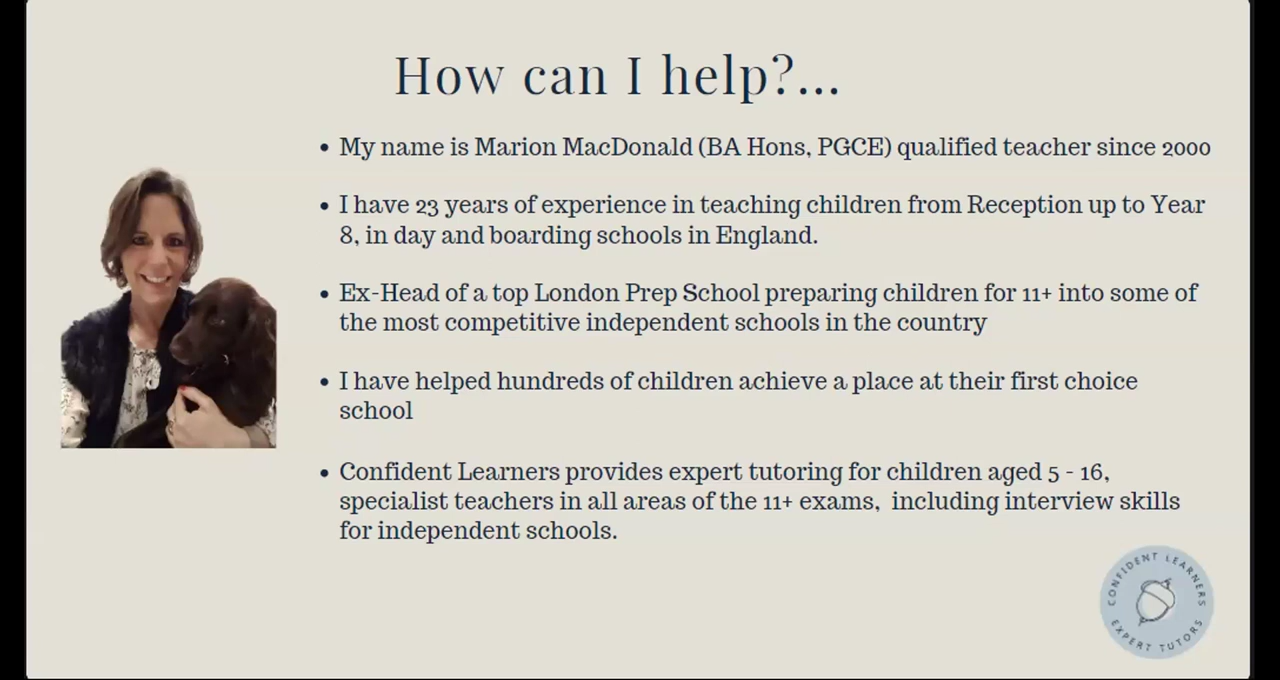 How can I help?...
• My name is Marion MacDonald (BA Hons, PGCE) qualified teacher since 2000
• I have 23 years of experience in teaching children from Reception up to Year
8, in day and boarding schools in England.
• Ex-Head of a top London Prep School preparing children for 11+ into some of
the most competitive independent schools in the country
• I have helped hundreds of children achieve a place at their first choice
school
• Confident Learners provides expert tutoring for children aged 5 - 16,
specialist teachers in all areas of the 11+ exams,  including interview skills
for independent schools.
CONFIDENT LEARNERS
EXPERT TUTORS